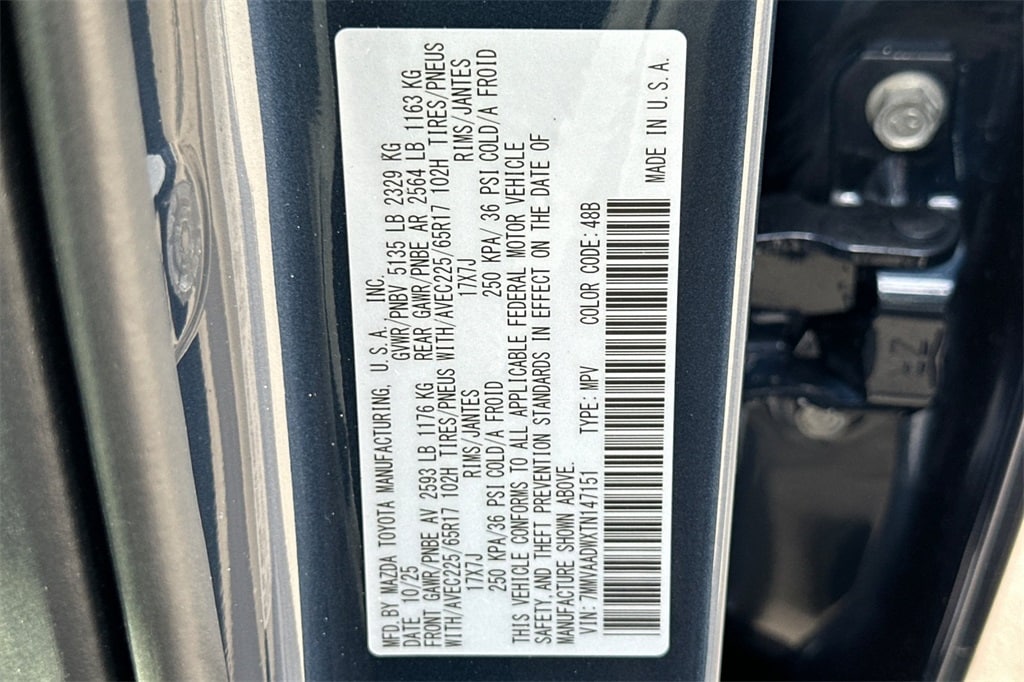 MFD.BY MAZDA TOYOTA MANUFACTURING, U.S.A. INC.
DATE 10/25 GVWR/PNBV 5135 LB 2329 KG
FRONT GAWR/PNBE AV 2593 LB 1176 KG REAR GAWR/PNBE AR 2564 LB 1163 KG
WITH/AVEC225/65R17 102H TIRES/PNEUS WITH/AVEC225/65R17 102H TIRES/PNEUS
17X7J RIMS/JANTES 17X7J RIMS/JANTES
250 KPA/36 PSI COLD/A FROID 250 KPA/ 36 PSI COLD/A FROID
THIS VEHICLE CONFORMS TO ALL APPLICABLE FEDERAL MOTOR VEHICLE
SAFETY,AND THEFT PREVENTION STANDARDS IN EFFECT ON THE DATE OF
MANUFACTURE SHOWN ABOVE.
VIN: 7MMVAADWXTN147151 TYPE: MPV COLOR CODE: 48B
MADE IN U.S.A.